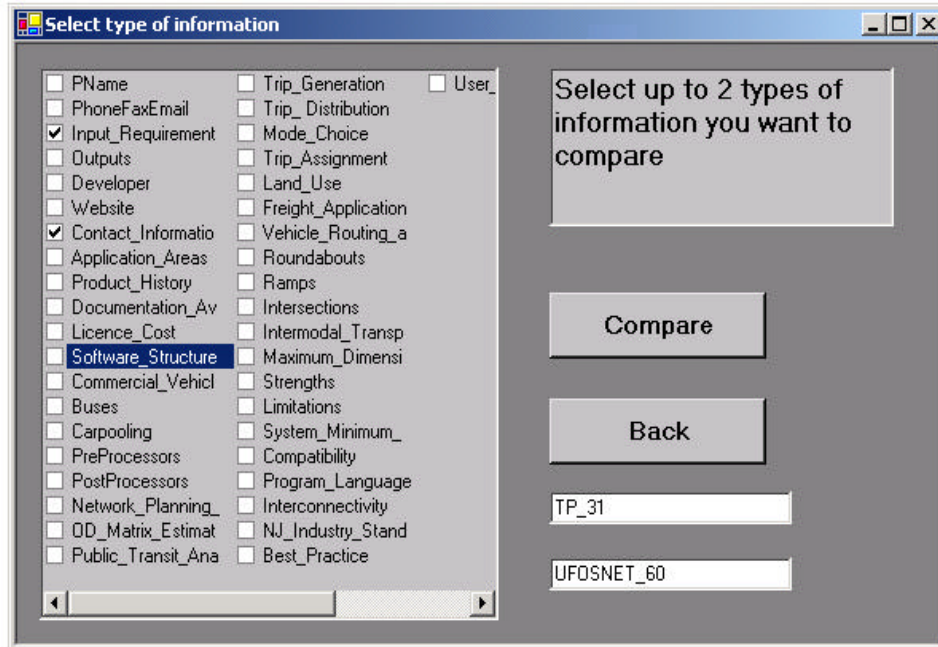 Select type of information
PName
PhoneFaxEmail
Input_Requirement
Outputs
Developer
Website
Contact_Informatio
Application_Areas
Product_History
Documentation_Av
Licence_Cost
Software_Structure
Commercial_Vehicl
Buses
Carpooling
PreProcessors
PostProcessors
Network_Planning_
OD_Matrix_Estimat
Public_Transit_Ana
Trip_Generation
Trip_ Distribution
Mode_Choice
Trip_Assignment
Land_Use
Freight_Application
Vehicle_Routing_a
Roundabouts
Ramps
Intersections
Intermodal_Transp
Maximum_Dimensi
Strengths
Limitations
System_Minimum_
Compatibility
Program_Language
Interconnectivity
NJ_Industry_Stand
Best_Practice
User_
Select up to 2 types of
information you want to
compare
Compare
Back
TP_31
UFOSNET_60